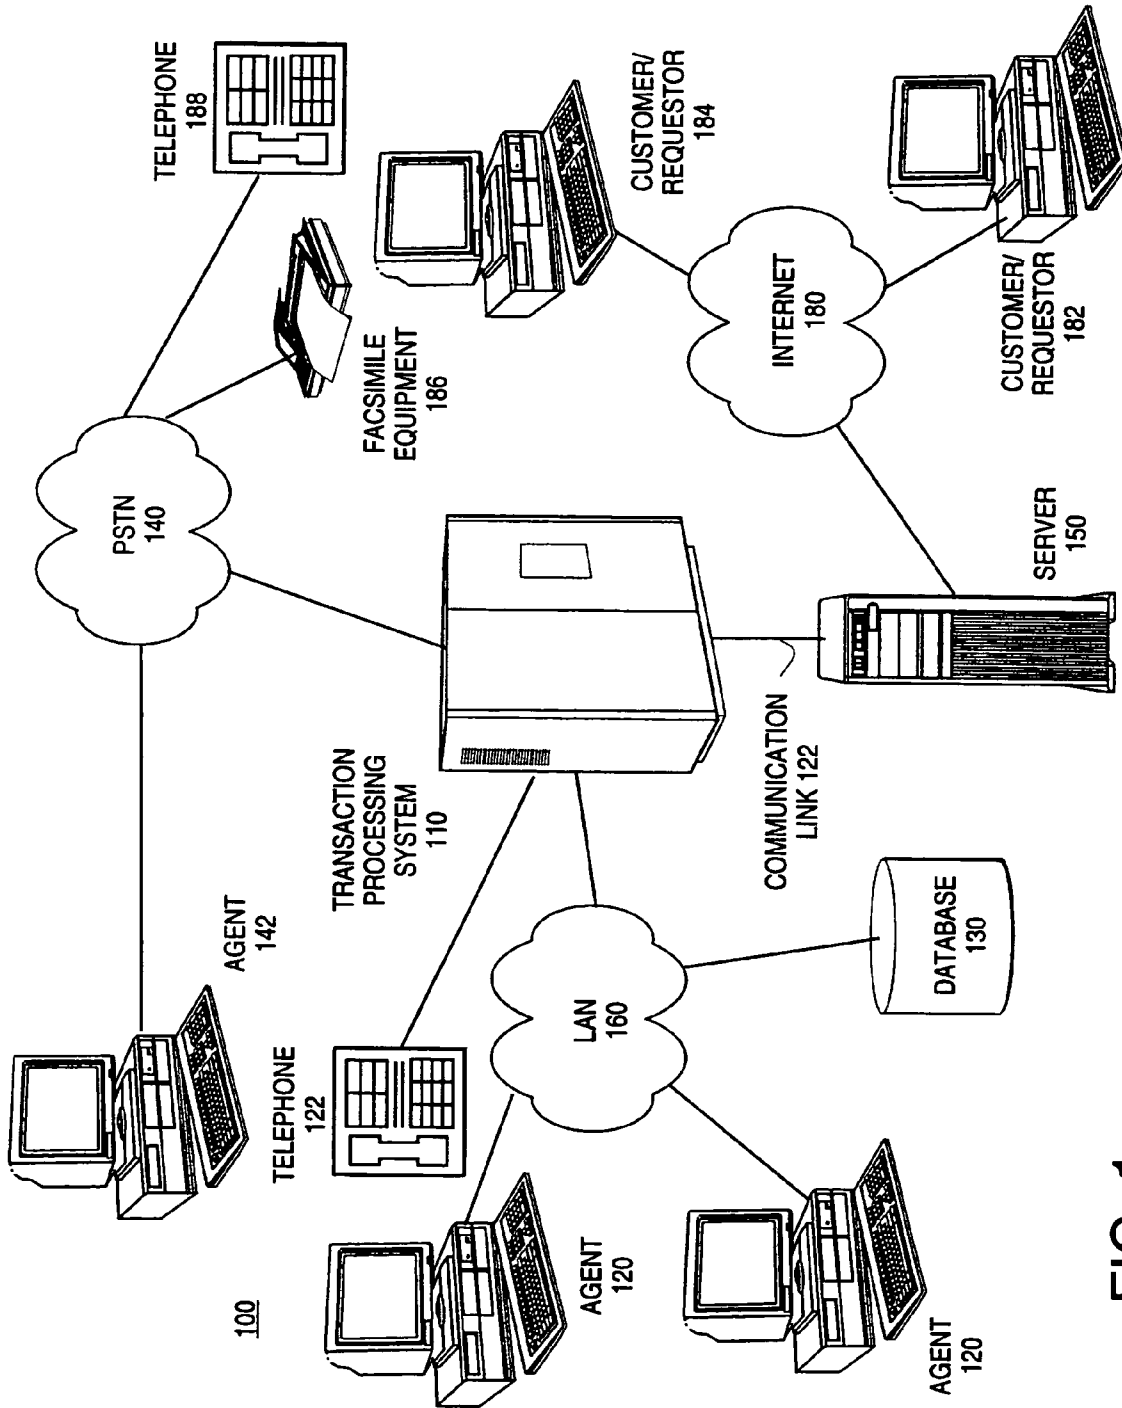 100
AGENT
142
PSTN
140
TELEPHONE
188
FACSIMILE
EQUIPMENT
186
TELEPHONE
122
TRANSACTION
PROCESSING
SYSTEM
110
CUSTOMER/
REQUESTOR
184
AGENT
120
LAN
160
COMMUNICATION
LINK 122
INTERNET
180
AGENT
120
DATABASE
130
SERVER
150
CUSTOMER/
REQUESTOR
182
FIG. 1